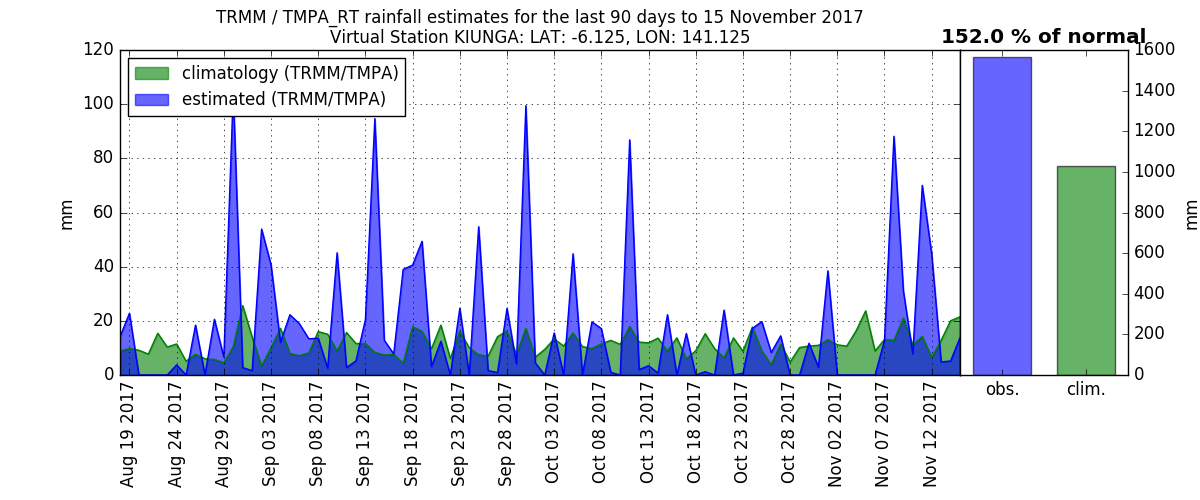 TRMM / TMPA_RT rainfall estimates for the last 90 days to 15 November 2017
Virtual Station KIUNGA: LAT: -6.125, LON: 141.125
152.0 % of normal
climatology (TRMM/TMPA)
estimated (TRMM/TMPA)
120
100
80
60
40
20
0
mm
Aug 19 2017
Aug 24 2017
Aug 29 2017
Sep 03 2017
Sep 08 2017
Sep 13 2017
Sep 18 2017
Sep 23 2017
Sep 28 2017
Oct 03 2017
Oct 08 2017
Oct 13 2017
Oct 18 2017
Oct 23 2017
Oct 28 2017
Nov 02 2017
Nov 07 2017
Nov 12 2017
1600
1400
1200
1000
800
600
400
200
0
mm
obs.
clim.